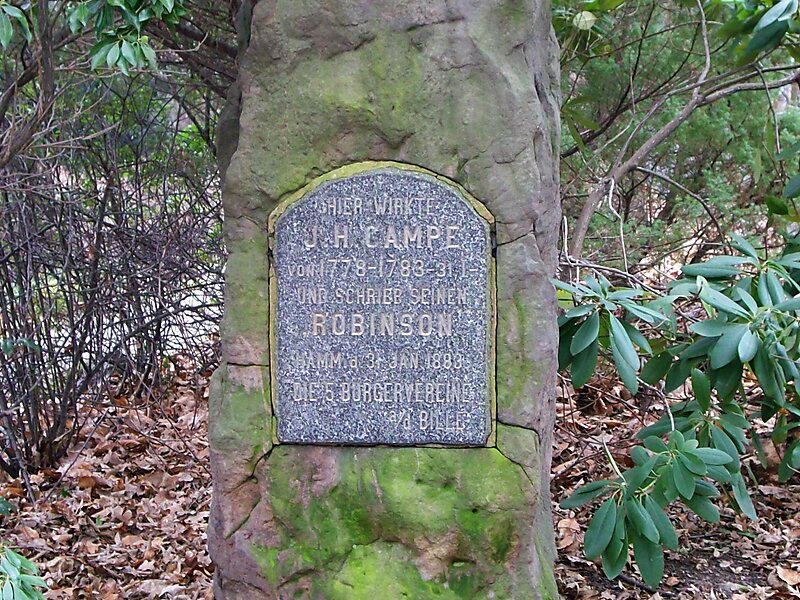 HIER WIRKTE
J. H. CAMPE
VON 1778-1783-31 I
UND SCHRIEB SEINEN
„ROBINSON"
HAMM. d. 31. JAN. 1883.
DIE 5 BÜRGERVEREINE
a/d BILLE